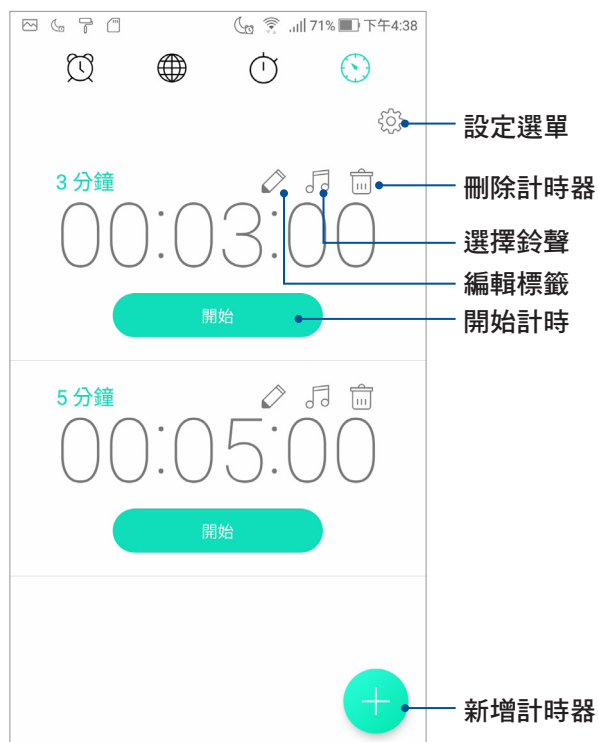 71% 下午4:38
設定選單
3 分鐘
刪除計時器
00:03:00
選擇鈴聲
編輯標籤
開始
開始計時
5 分鐘
00:05:00
開始
新增計時器